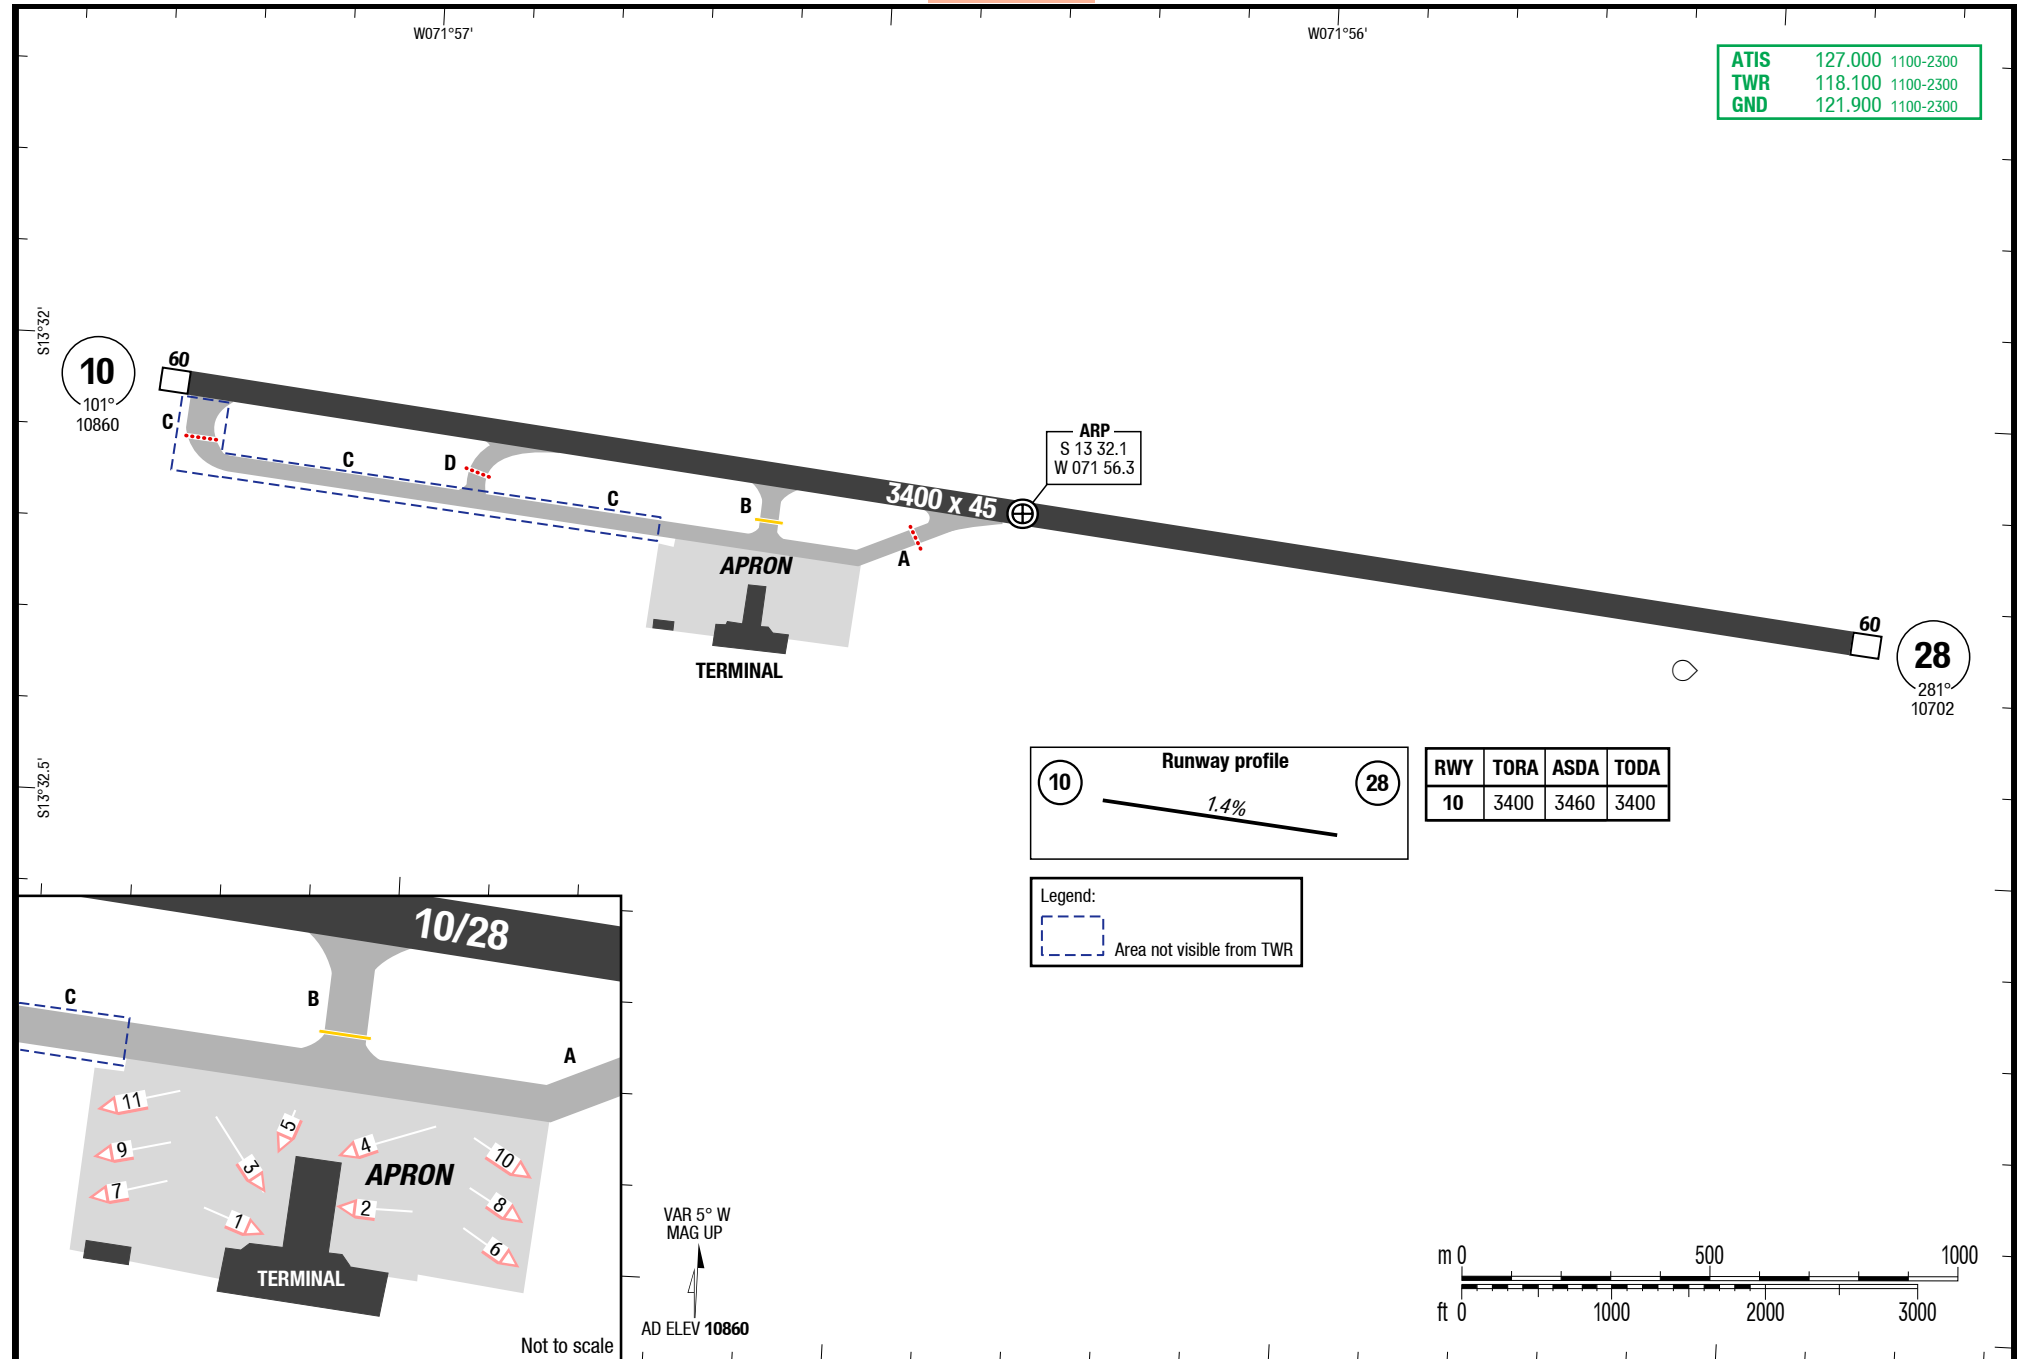 W071°57'
W071°56'
ATIS 127.000 1100-2300
TWR 118.100 1100-2300
GND 121.900 1100-2300
S13°32'
10
101°
10860
60
C
C
D
C
B
3400 x 45
A
ARP
S 13 32.1
W 071 56.3
APRON
TERMINAL
60
28
281°
10702
S13°32.5'
Runway profile
10
28
1.4%
RWY TORA ASDA TODA
10 3400 3460 3400
Legend:
Area not visible from TWR
10/28
C
B
A
11
5
4
9
3
APRON
10
7
1
2
8
6
TERMINAL
Not to scale
VAR 5° W
MAG UP
AD ELEV 10860
m 0 500 1000
ft 0 1000 2000 3000